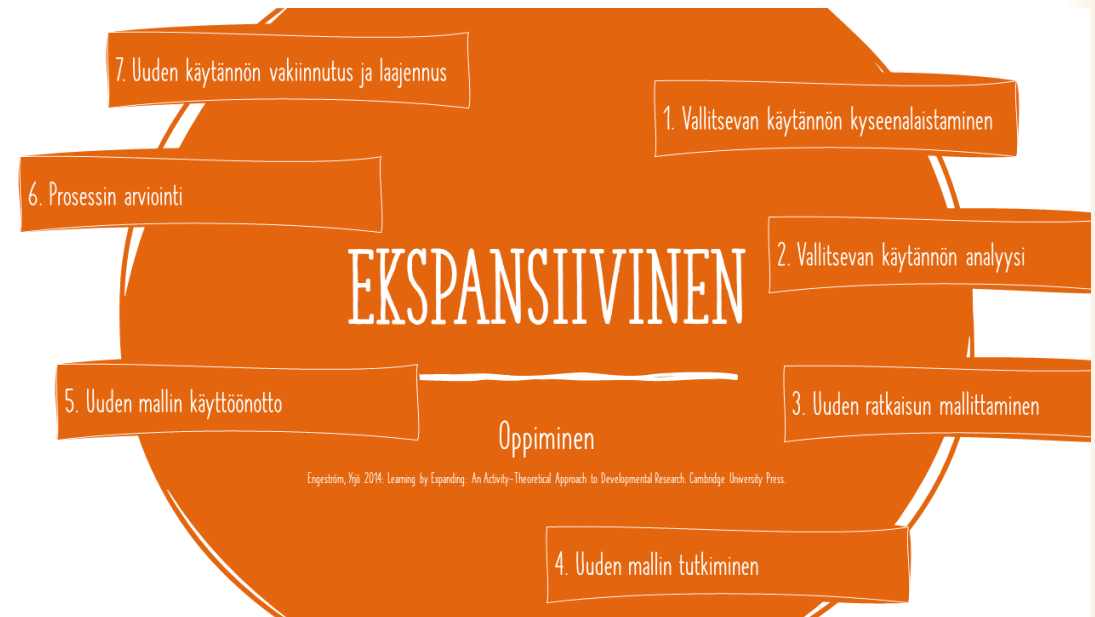 7. Uuden käytännön vakiinnutus ja laajennus
1. Vallitsevan käytännön kyseenalaistaminen
6. Prosessin arviointi
2. Vallitsevan käytännön analyysi
EKSPANSIIVINEN
5. Uuden mallin käyttöönotto
3. Uuden ratkaisun mallittaminen
Oppiminen
Engeström, Yrjö 2014: Learning by Expanding: An Activity-Theoretical Approach to Developmental Research. Cambridge University Press.
4. Uuden mallin tutkiminen